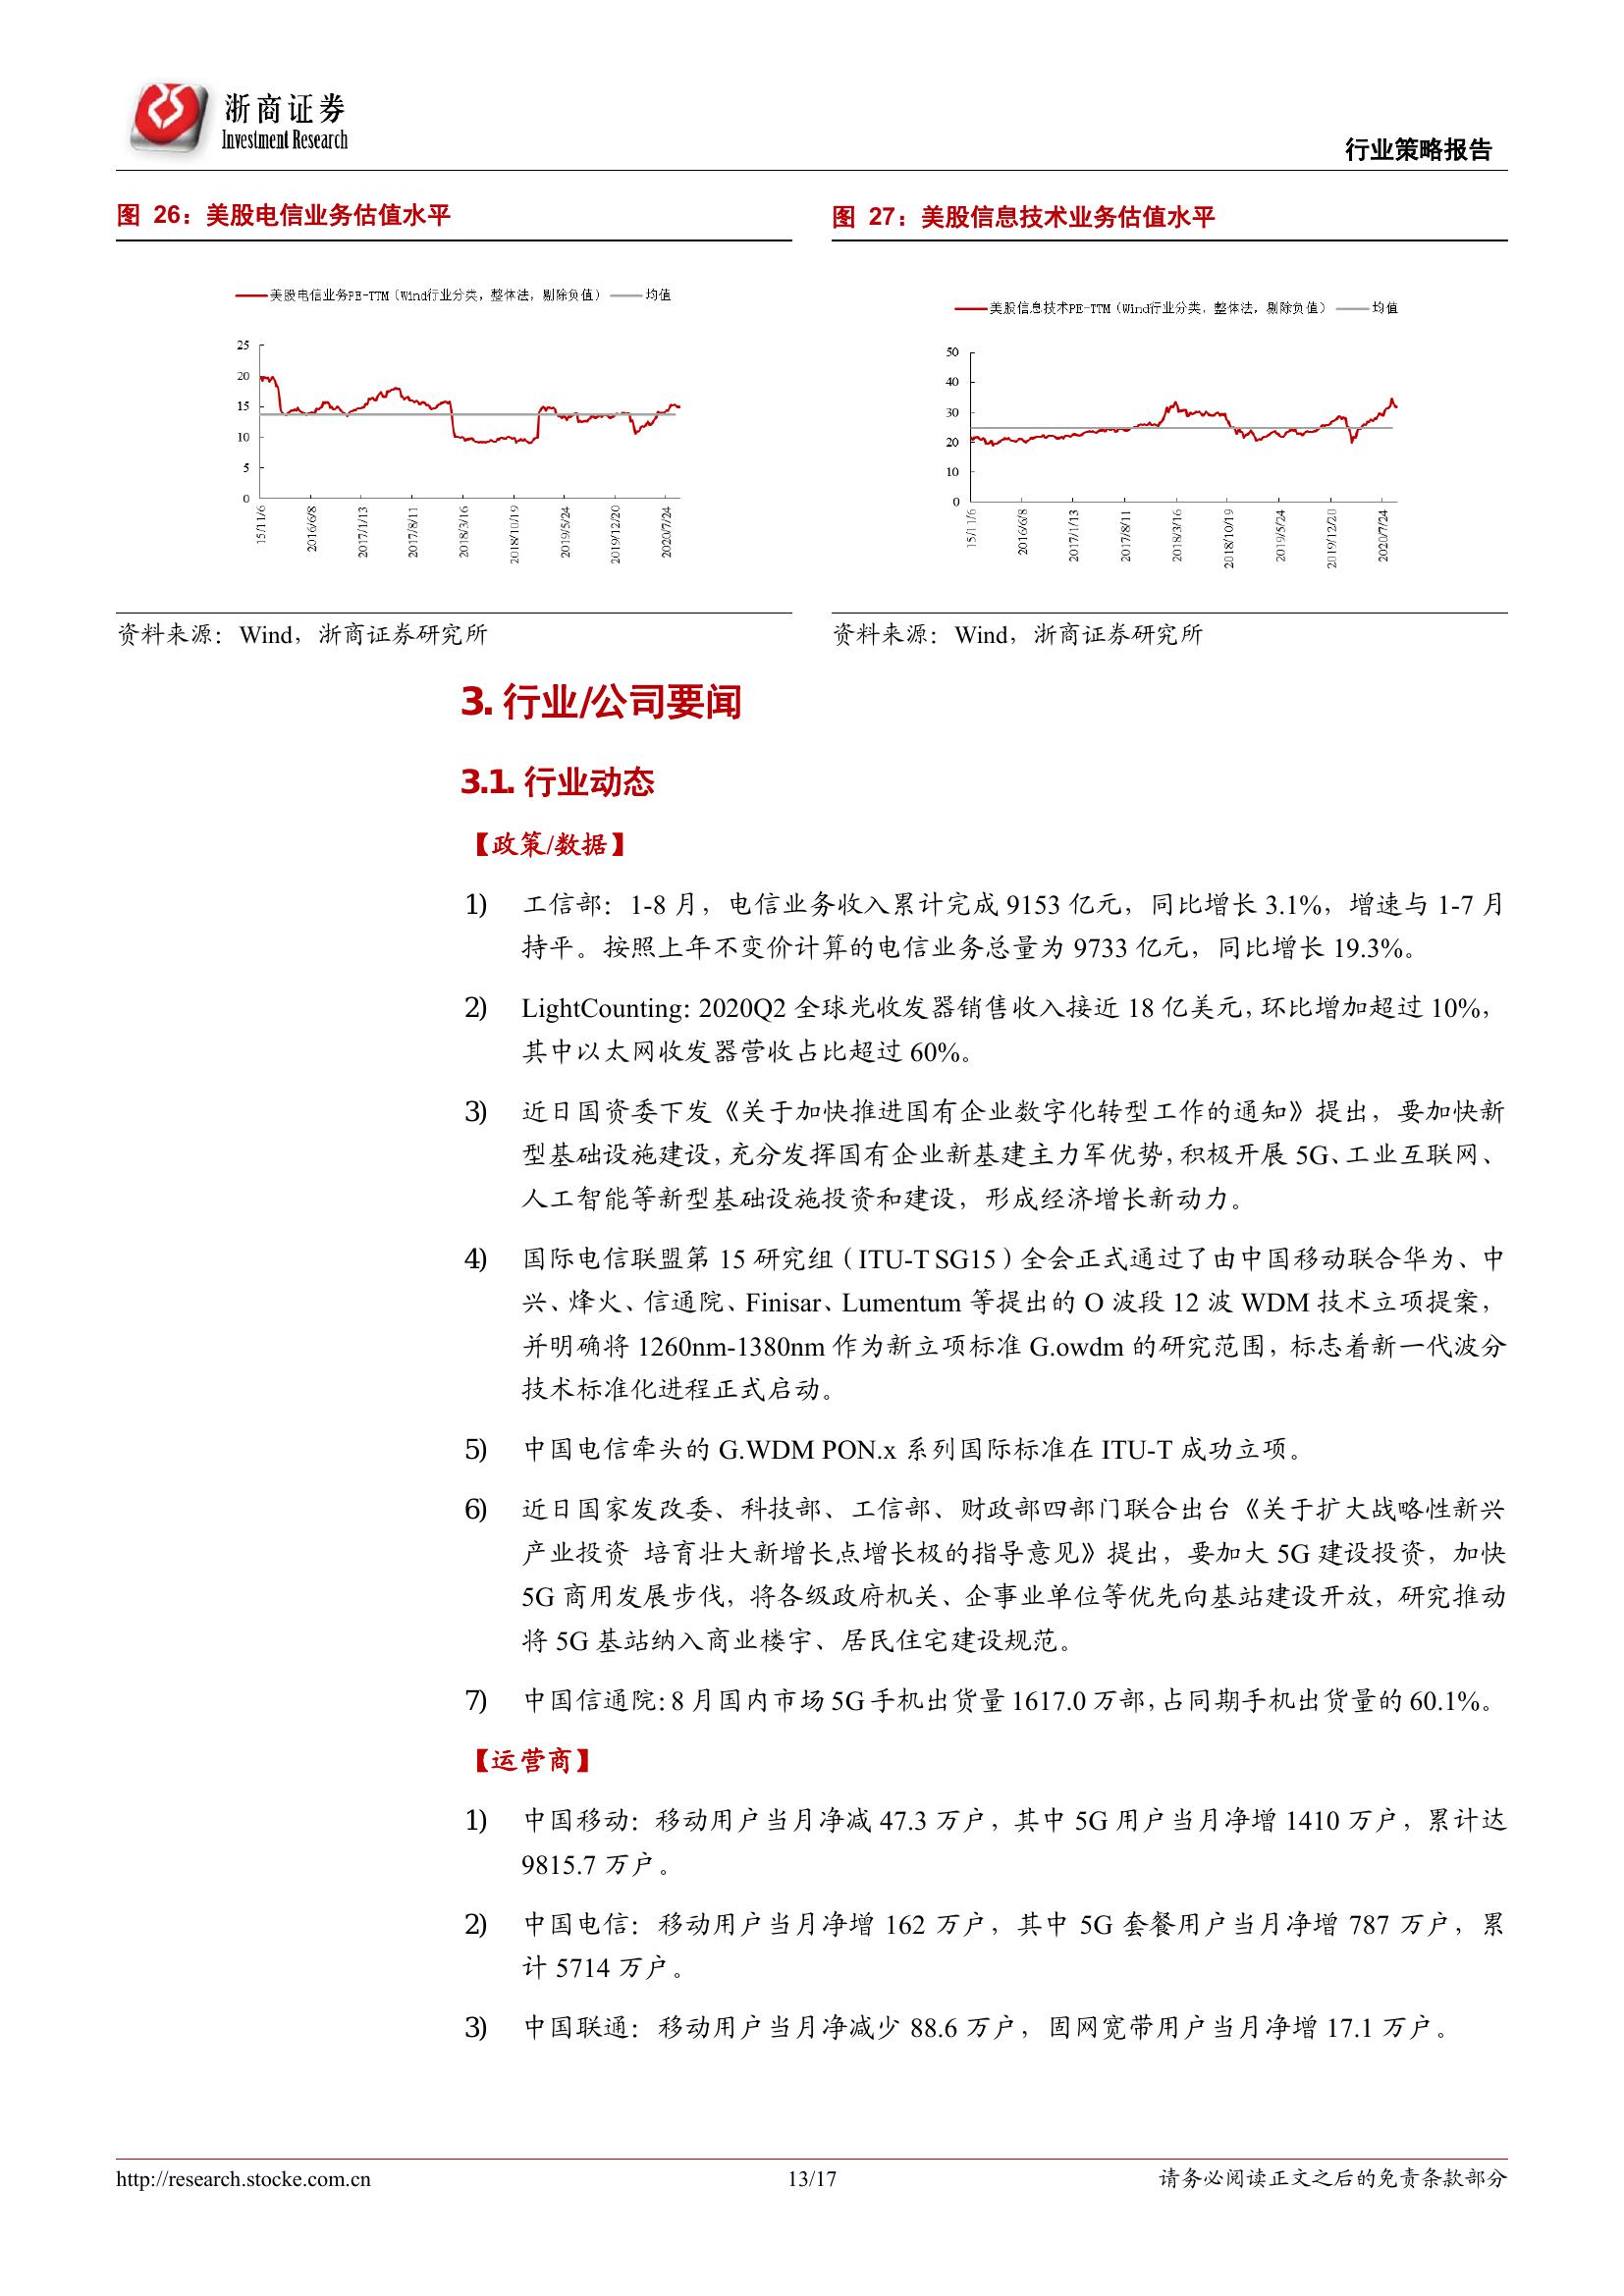 浙商证券
Investment Research
行业策略报告
图 26：美股电信业务估值水平
美股电信业务PE-TTM（Wind行业分类，整体法，剔除负值） 均值
25
20
15
10
5
0
15/11/6
2016/6/8
2017/1/13
2017/8/11
2018/3/16
2018/10/19
2019/5/24
2019/12/20
2020/7/24
资料来源：Wind，浙商证券研究所
图 27：美股信息技术业务估值水平
美股信息技术PE-TTM（Wind行业分类，整体法，剔除负值） 均值
50
40
30
20
10
0
15/11/6
2016/6/8
2017/1/13
2017/8/11
2018/3/16
2018/10/19
2019/5/24
2019/12/20
2020/7/24
资料来源：Wind，浙商证券研究所
3. 行业/公司要闻
3.1. 行业动态
【政策/数据】
1) 工信部：1-8 月，电信业务收入累计完成 9153 亿元，同比增长 3.1%，增速与 1-7 月
持平。按照上年不变价计算的电信业务总量为 9733 亿元，同比增长 19.3%。
2) LightCounting: 2020Q2 全球光收发器销售收入接近 18 亿美元，环比增加超过 10%，
其中以太网收发器营收占比超过 60%。
3) 近日国资委下发《关于加快推进国有企业数字化转型工作的通知》提出，要加快新
型基础设施建设，充分发挥国有企业新基建主力军优势，积极开展 5G、工业互联网、
人工智能等新型基础设施投资和建设，形成经济增长新动力。
4) 国际电信联盟第 15 研究组（ITU-T SG15）全会正式通过了由中国移动联合华为、中
兴、烽火、信通院、Finisar、Lumentum 等提出的 O 波段 12 波 WDM 技术立项提案，
并明确将 1260nm-1380nm 作为新立项标准 G.owdm 的研究范围，标志着新一代波分
技术标准化进程正式启动。
5) 中国电信牵头的 G.WDM PON.x 系列国际标准在 ITU-T 成功立项。
6) 近日国家发改委、科技部、工信部、财政部四部门联合出台《关于扩大战略性新兴
产业投资 培育壮大新增长点增长极的指导意见》提出，要加大 5G 建设投资，加快
5G 商用发展步伐，将各级政府机关、企事业单位等优先向基站建设开放，研究推动
将 5G 基站纳入商业楼宇、居民住宅建设规范。
7) 中国信通院：8 月国内市场 5G 手机出货量 1617.0 万部，占同期手机出货量的 60.1%。
【运营商】
1) 中国移动：移动用户当月净减 47.3 万户，其中 5G 用户当月净增 1410 万户，累计达
9815.7 万户。
2) 中国电信：移动用户当月净增 162 万户，其中 5G 套餐用户当月净增 787 万户，累
计 5714 万户。
3) 中国联通：移动用户当月净减少 88.6 万户，固网宽带用户当月净增 17.1 万户。
http://research.stocke.com.cn
13/17
请务必阅读正文之后的免责条款部分